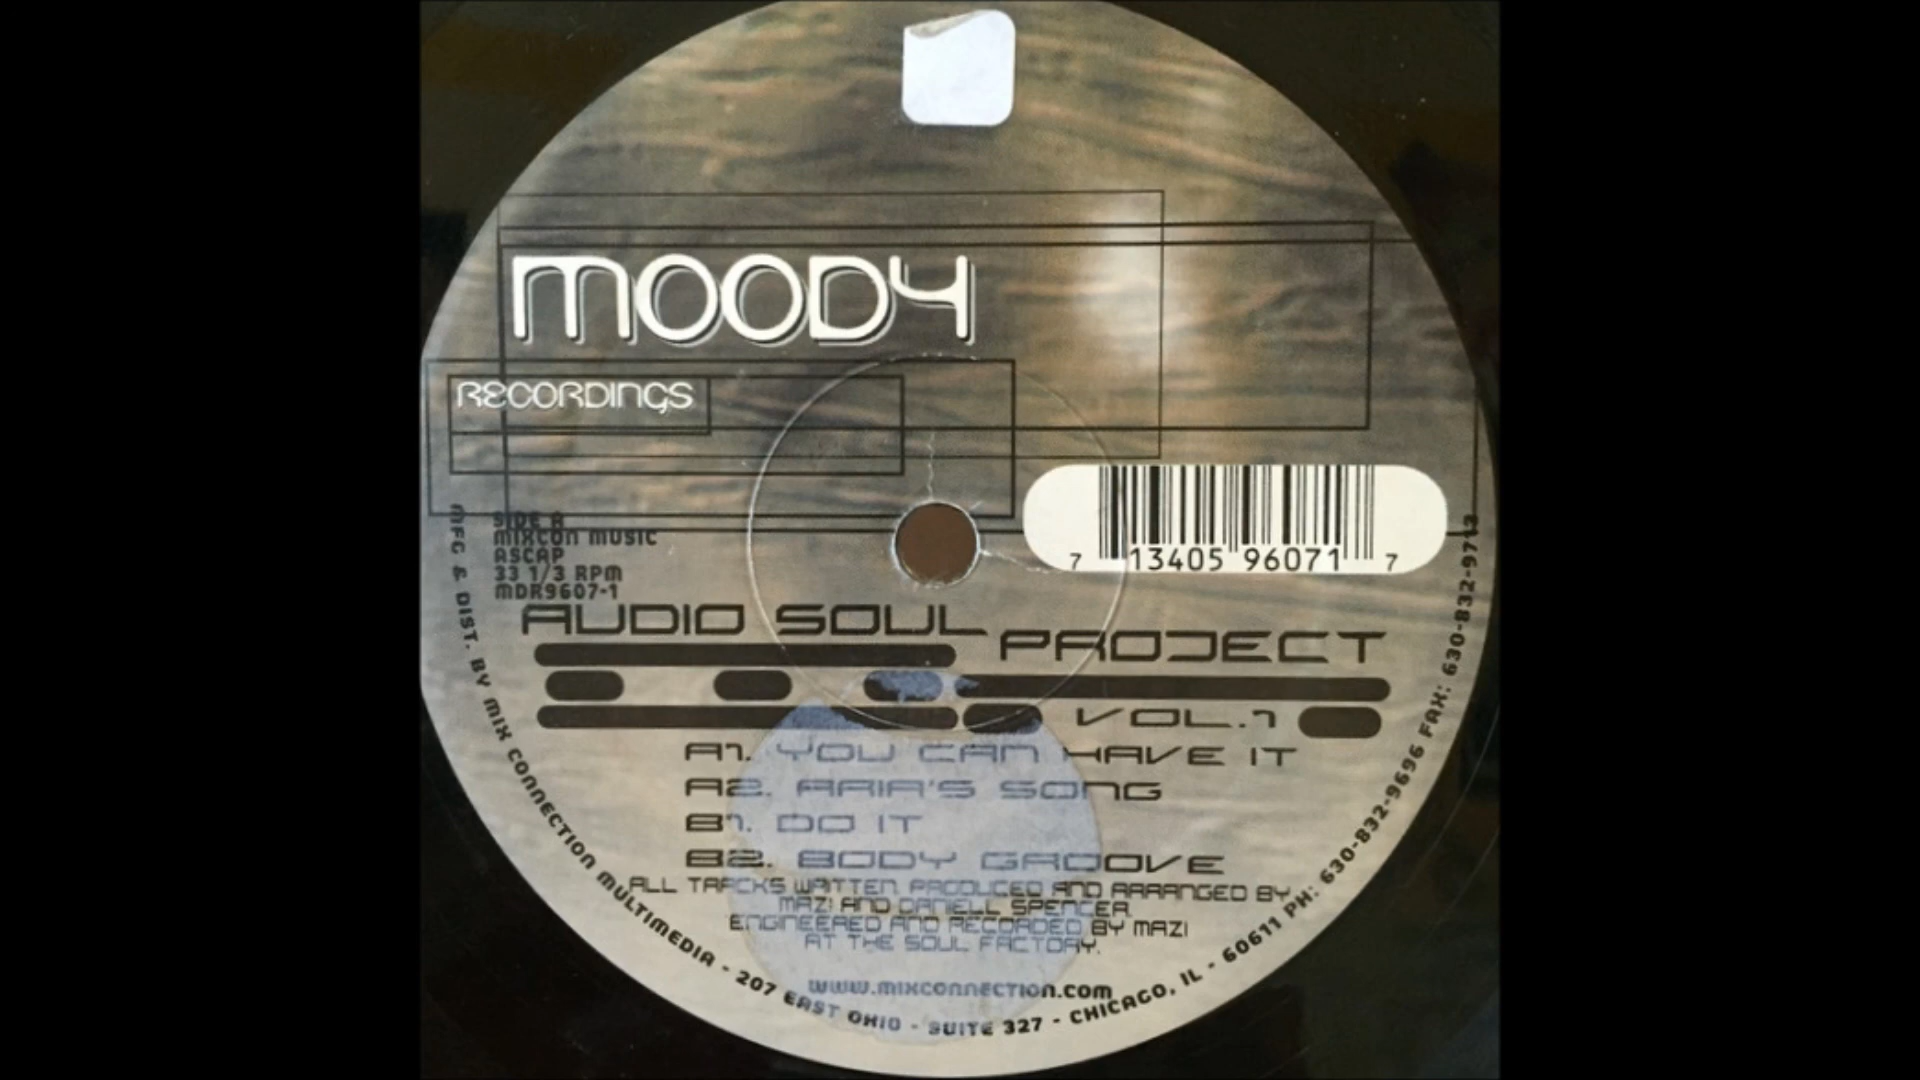 MOODY
RECORDINGS
7 13405 96071 7
SIDE A
MIXCON MUSIC
ASCAP
33 1/3 RPM
MDR9607-1
AUDIO SOUL PROJECT
VOL.1
A1. YOU CAN HAVE IT
A2. ARIA'S SONG
B1. DO IT
B2. BODY GROOVE
ALL TRACKS WRITTEN, PRODUCED AND ARRANGED BY
MAZI AND DANIELL SPENCER.
ENGINEERED AND RECORDED BY MAZI
AT THE SOUL FACTORY.
www.mixconnection.com
MFG & DIST. BY MIX CONNECTION MULTIMEDIA - 207 EAST OHIO - SUITE 327 - CHICAGO, IL - 60611 PH: 630-832-9696 FAX: 630-832-9713